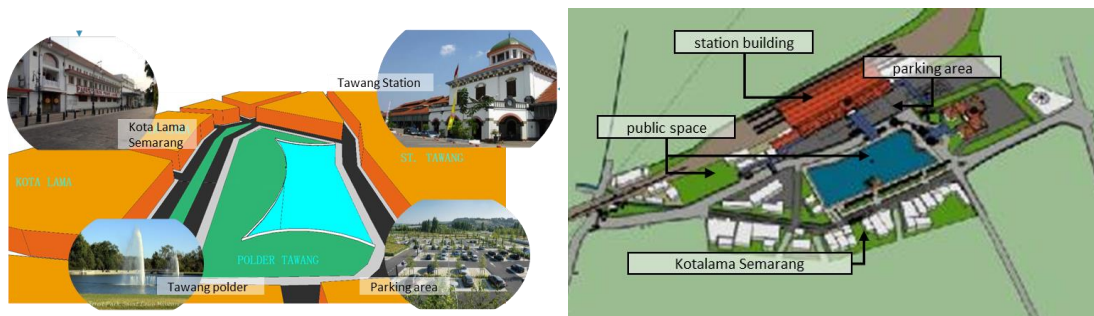 Tawang Station
Kota Lama
Semarang
ST. TAWANG
KOTA LAMA
POLDER TAWANG
Tawang polder
Parking area
station building
parking area
public space
Kotalama Semarang